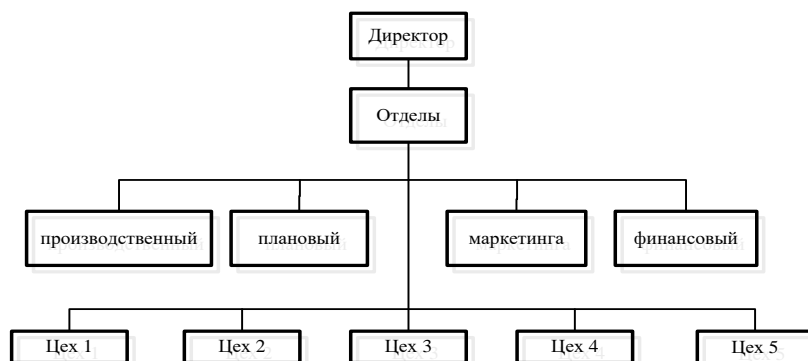 Директор
Отделы
производственный плановый маркетинга финансовый
Цех 1 Цех 2 Цех 3 Цех 4 Цех 5